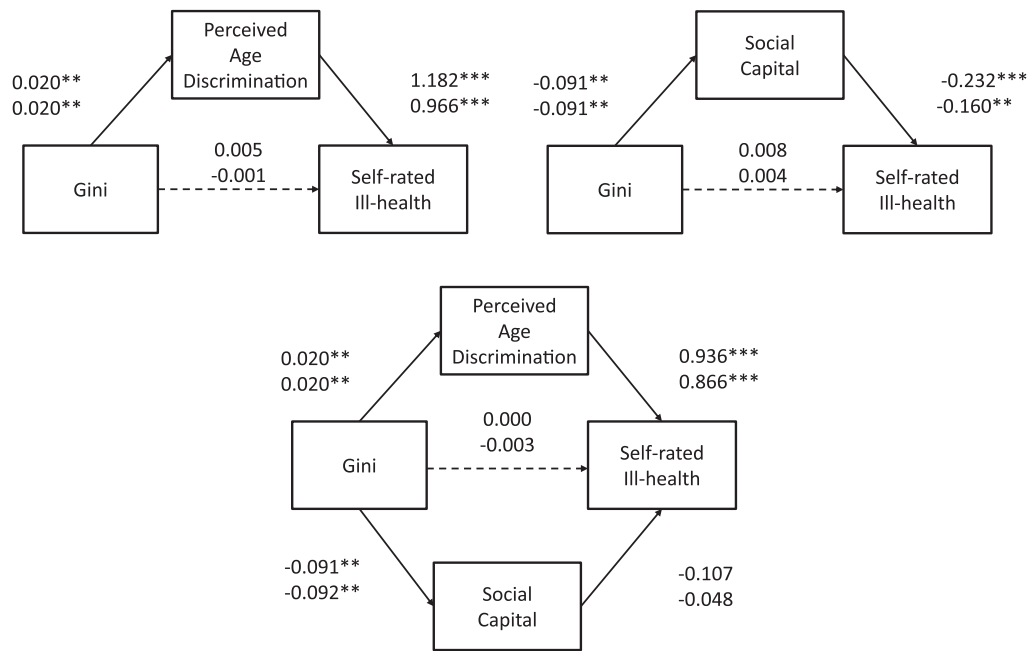 Perceived
Age
Discrimination
0.020**
0.020**
1.182***
0.966***
Gini
0.005
-0.001
Self-rated
Ill-health
Social
Capital
-0.091**
-0.091**
-0.232***
-0.160**
Gini
0.008
0.004
Self-rated
Ill-health
Perceived
Age
Discrimination
0.020**
0.020**
0.936***
0.866***
Gini
0.000
-0.003
Self-rated
Ill-health
-0.091**
-0.092**
Social
Capital
-0.107
-0.048